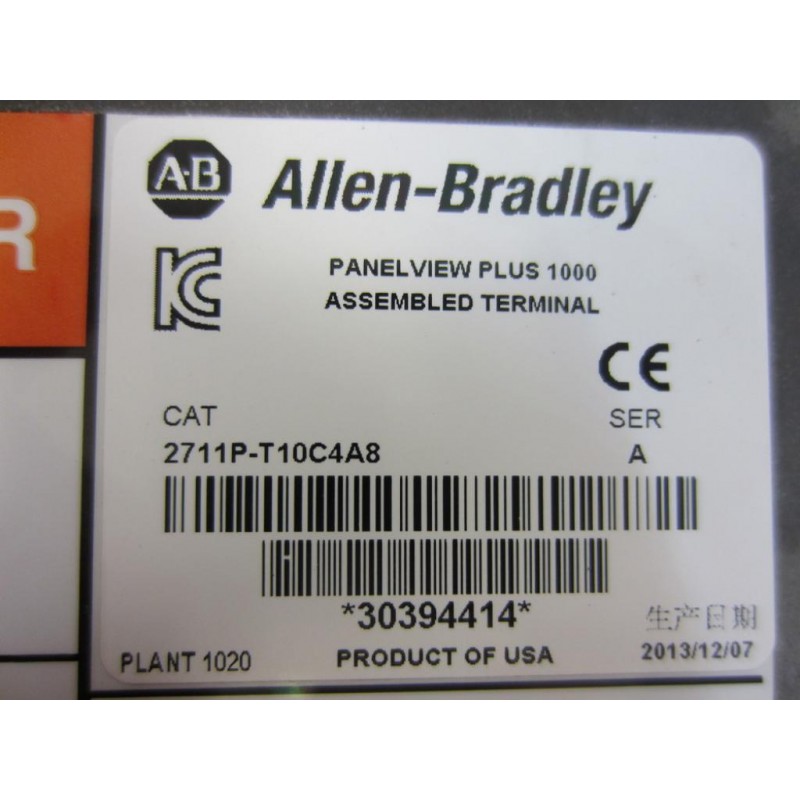 R
A-B Allen-Bradley
PANELVIEW PLUS 1000
ASSEMBLED TERMINAL
CE
CAT SER
2711P-T10C4A8 A
*30394414* 生产日期
PLANT 1020 PRODUCT OF USA 2013/12/07